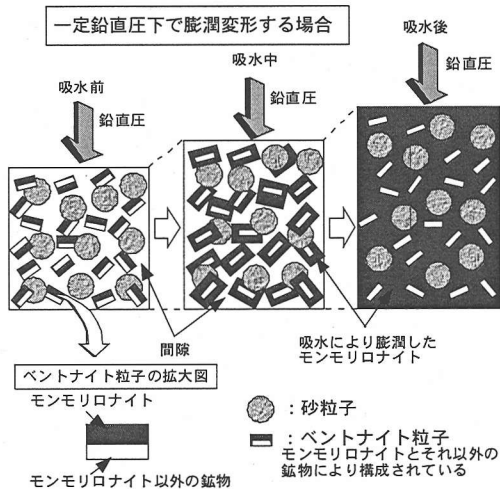 一定鉛直圧下で膨潤変形する場合
吸水前
鉛直圧
吸水中
鉛直圧
吸水後
鉛直圧
間隙
吸水により膨潤した
モンモリロナイト
ベントナイト粒子の拡大図
モンモリロナイト
モンモリロナイト以外の鉱物
：砂粒子
：ベントナイト粒子
モンモリロナイトとそれ以外の
鉱物により構成されている